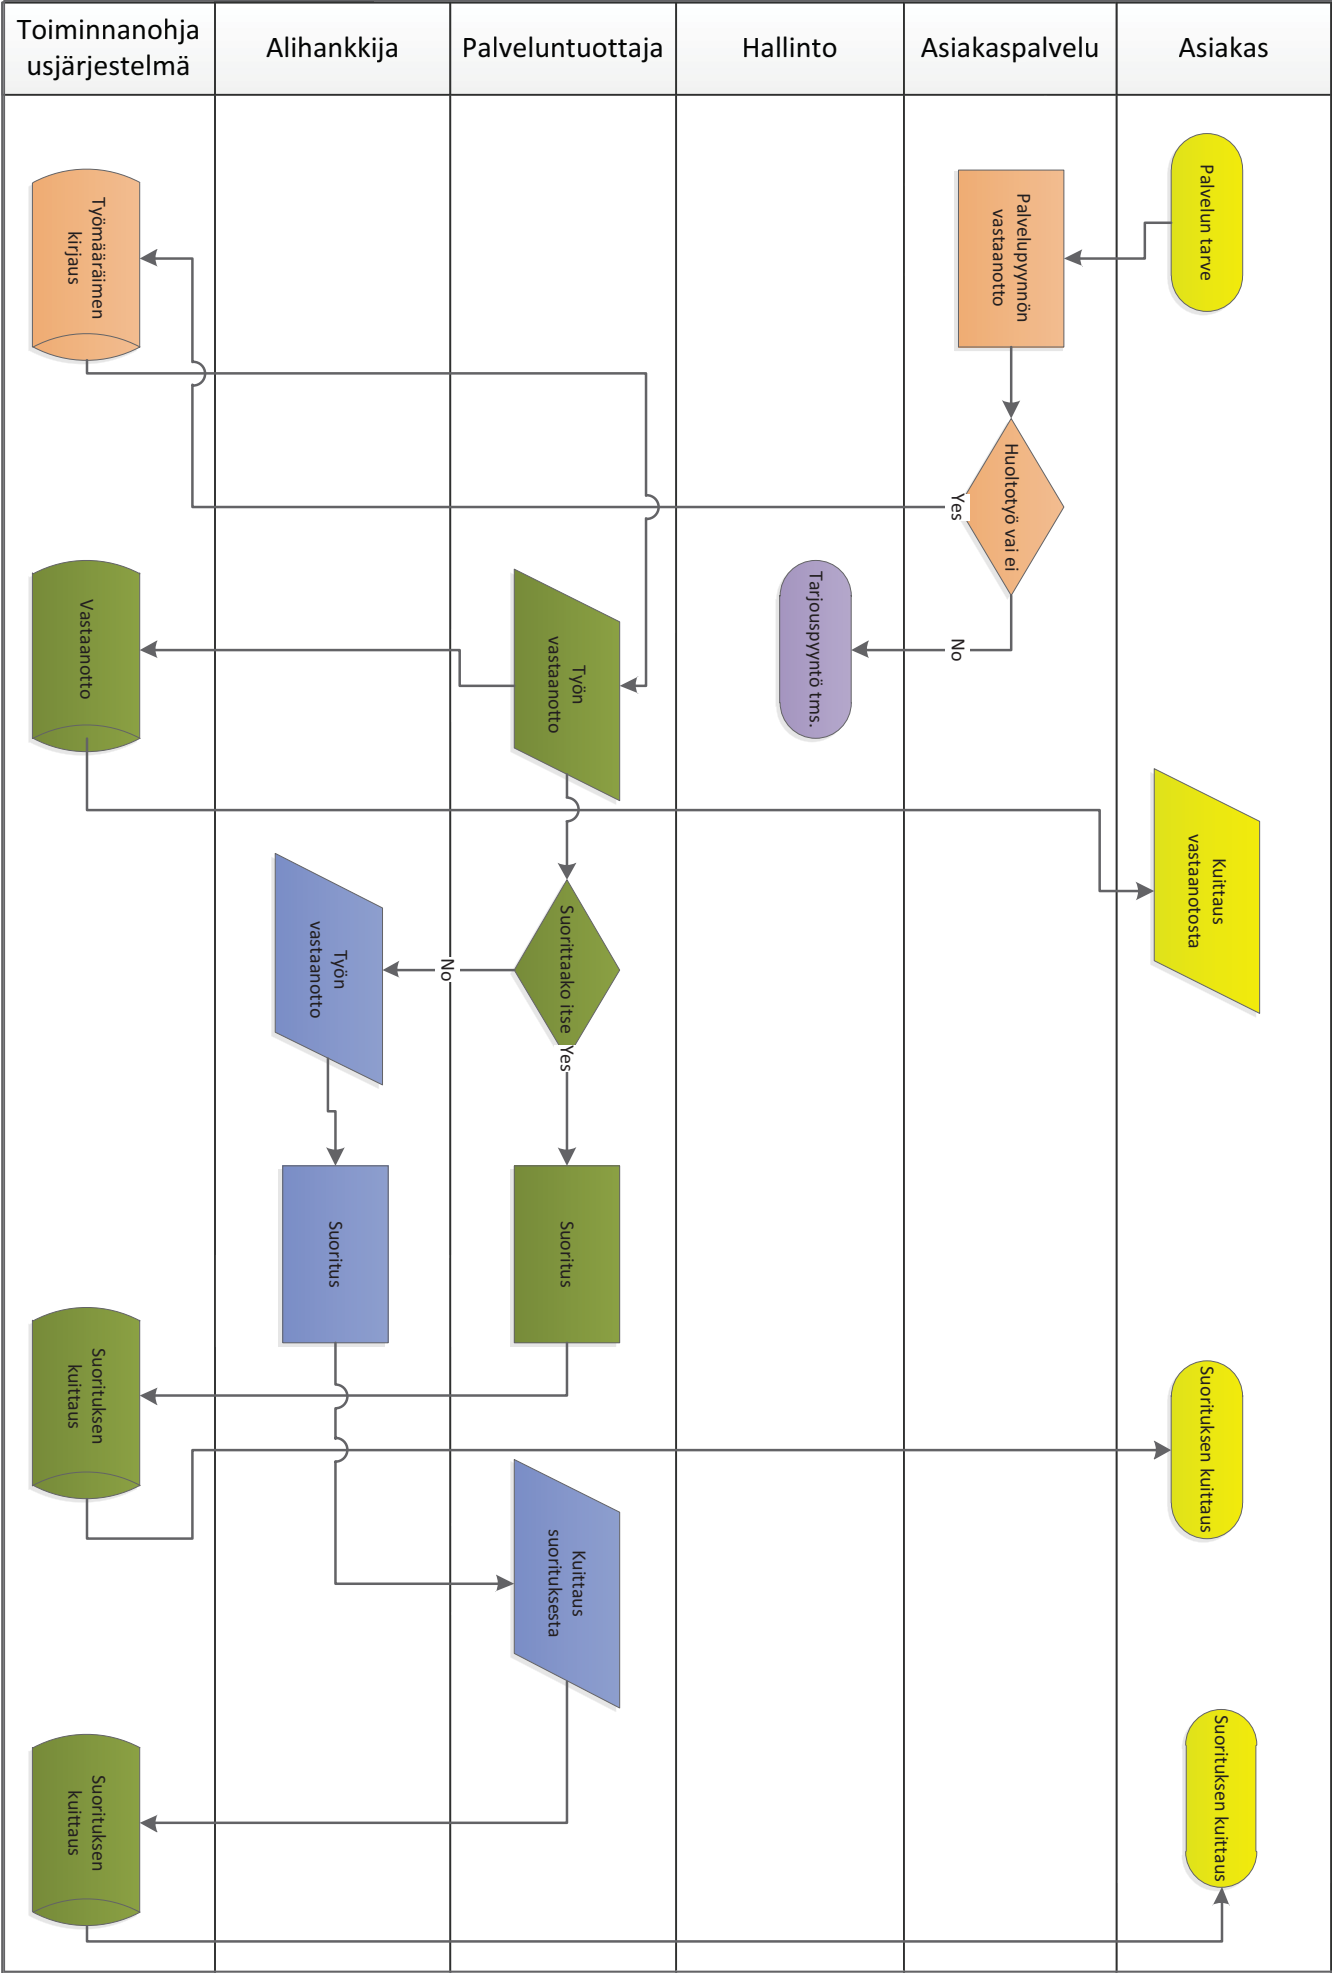 Toiminnanohja
usjärjestelmä
Alihankkija
Palveluntuottaja
Hallinto
Asiakaspalvelu
Asiakas
Palvelun tarve
Palvelupyynnön
vastaanotto
Työmääräimen
kirjaus
Huoltotyö vai ei
Yes
No
Tarjouspyyntö tms.
Työn
vastaanotto
Vastaanotto
Kuittaus
vastaanotosta
Suorittaako itse
No
Yes
Työn
vastaanotto
Suoritus
Suoritus
Suorituksen
kuittaus
Suorituksen kuittaus
Kuittaus
suorituksesta
Suorituksen
kuittaus
Suorituksen kuittaus